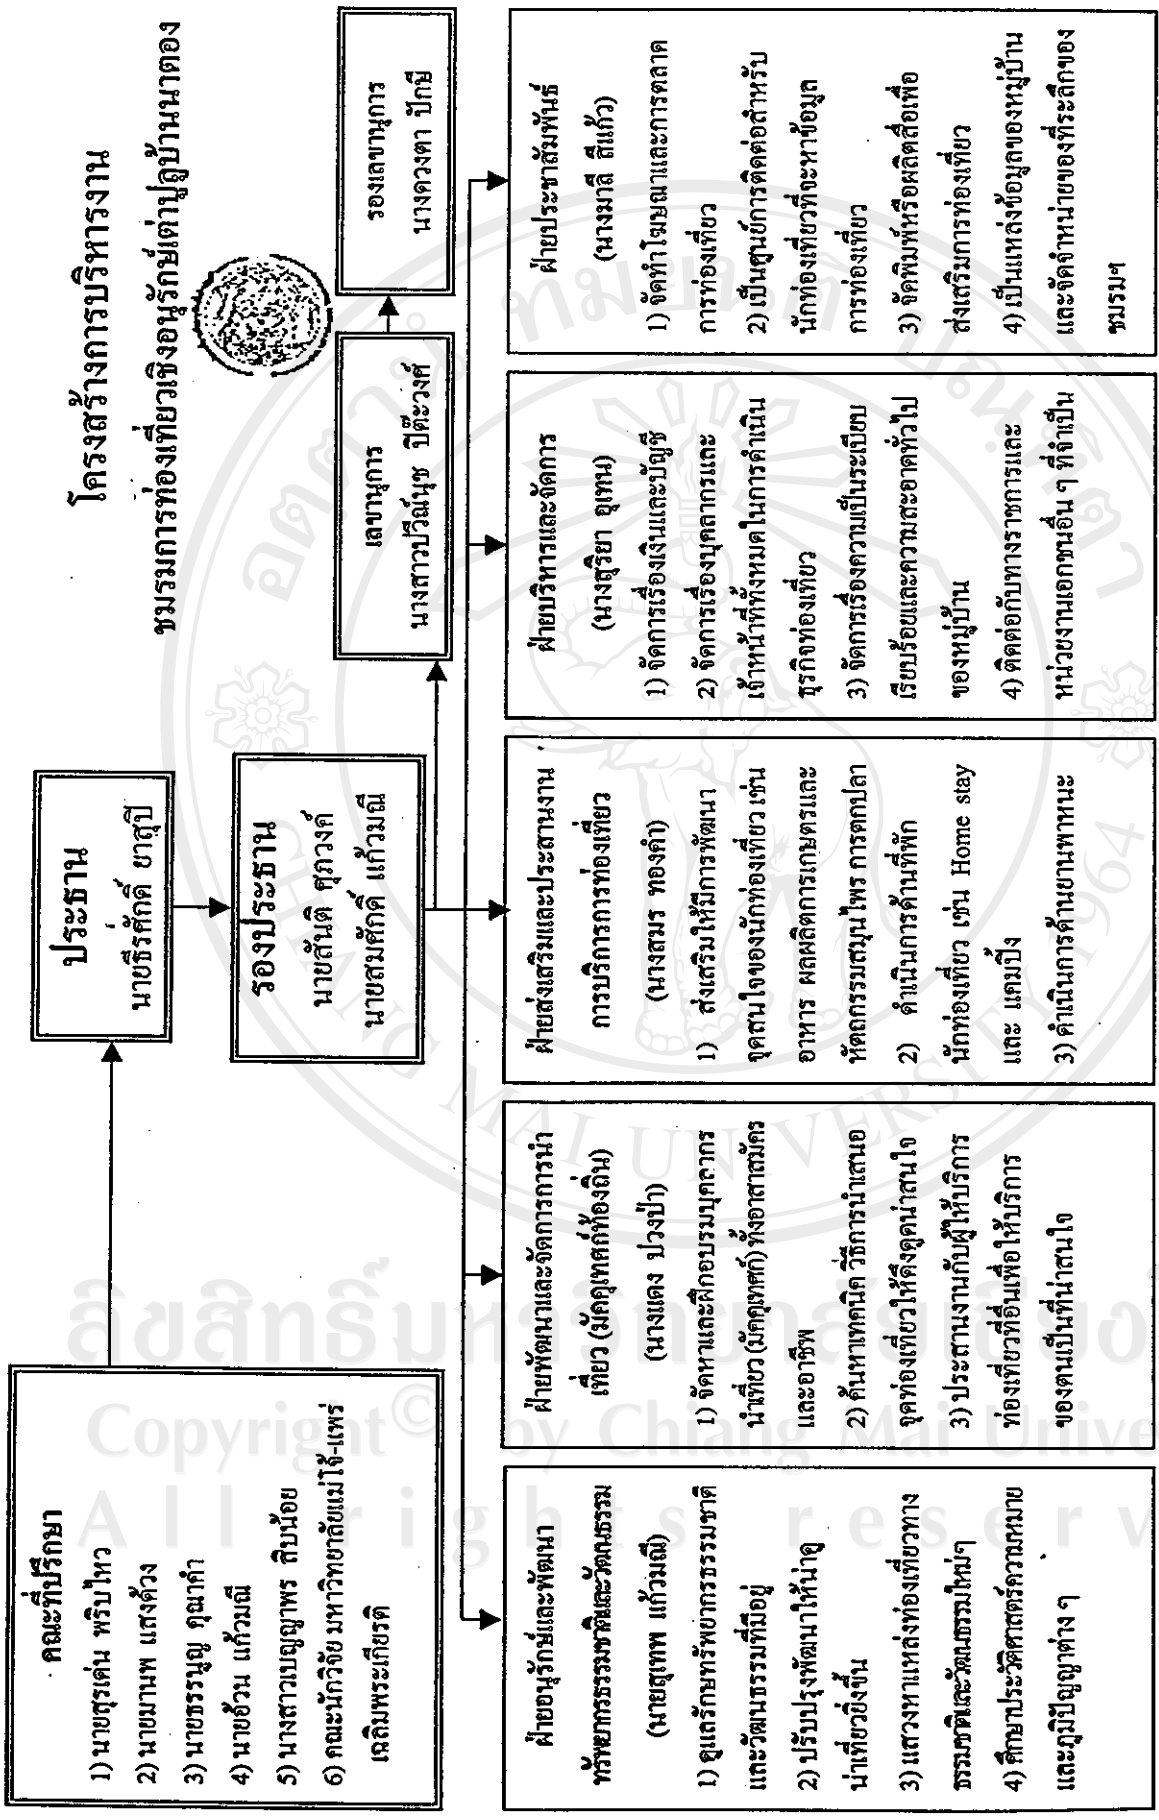 โครงสร้างการบริหารงาน
ชมรมการท่องเที่ยวเชิงอนุรักษ์เต่าปูลูบ้านนาตอง
คณะที่ปรึกษา
1) นายสุรเด่น พริบไหว
2) นายมานพ แสงด้วง
3) นายธรรนูญ คุณาคำ
4) นายอ้วน แก้วมณี
5) นางสาวเบญญาพร สิบน้อย
6) คณะนักวิจัย มหาวิทยาลัยแม่โจ้-แพร่
เฉลิมพระเกียรติ
ประธาน
นายธีรศักดิ์ ยาสุปิ
รองประธาน
นายสันติ ศุภวงค์
นายสมศักดิ์ แก้วมณี
เลขานุการ
นางสาวปวีณ์นุช ปิ๊ตะวงศ์
รองเลขานุการ
นางดวงตา ปักษี
ฝ่ายอนุรักษ์และพัฒนา
ทรัพยากรธรรมชาติและวัฒนธรรม
(นายสุเทพ แก้วมณี)
1) ดูแลรักษทรัพยากรธรรมชาติ
และวัฒนธรรมที่มีอยู่
2) ปรับปรุงพัฒนาให้น่าดู
น่าเที่ยวยิ่งขึ้น
3) แสวงหาแหล่งท่องเที่ยวทาง
ธรรมชาติและวัฒนธรรมใหม่ๆ
4) ศึกษาประวัติศาสตร์ความหมาย
และภูมิปัญญาต่าง ๆ
ฝ่ายพัฒนาและจัดการการนำ
เที่ยว (มัคคุเทศก์ท้องถิ่น)
(นางแดง ปวงป่า)
1) จัดหาและฝึกอบรมบุคลากร
นำเที่ยว (มัคคุเทศก์) ทั้งอาสาสมัคร
และอาชีพ
2) ค้นหาเทคนิค วิธีการนำเสนอ
จุดท่องเที่ยวให้ดึงดูดน่าสนใจ
3) ประสานงานกับผู้ให้บริการ
ท่องเที่ยวที่อื่นเพื่อให้บริการ
ของตนเป็นที่น่าสนใจ
ฝ่ายส่งเสริมและประสานงาน
การบริการการท่องเที่ยว
(นางสมร ทองคำ)
1) ส่งเสริมให้มีการพัฒนา
จุดสนใจของนักท่องเที่ยว เช่น
อาหาร ผลผลิตการเกษตรและ
หัตถกรรมสมุนไพร การตกปลา
2) ดำเนินการด้านที่พัก
นักท่องเที่ยว เช่น Home stay
และ แคมป์ปิ้ง
3) ดำเนินการด้านยานพาหนะ
ฝ่ายบริหารและจัดการ
(นางสุริยา อุเทน)
1) จัดการเรื่องเงินและบัญชี
2) จัดการเรื่องบุคลากรและ
เจ้าหน้าที่ทั้งหมดในการดำเนิน
ธุรกิจท่องเที่ยว
3) จัดการเรื่องความเป็นระเบียบ
เรียบร้อยและความสะอาดทั่วไป
ของหมู่บ้าน
4) ติดต่อกับทางราชการและ
หน่วยงานเอกชนอื่น ๆ ที่จำเป็น
ฝ่ายประชาสัมพันธ์
(นางมาลี สีแก้ว)
1) จัดทำโฆษณาและการตลาด
การท่องเที่ยว
2) เป็นศูนย์การติดต่อสำหรับ
นักท่องเที่ยวที่จะหาข้อมูล
การท่องเที่ยว
3) จัดพิมพ์หรือผลิตสื่อเพื่อ
ส่งเสริมการท่องเที่ยว
4) เป็นแหล่งข้อมูลของหมู่บ้าน
และจัดจำหน่ายของที่ระลึกของ
ชมรมฯ
CHIANG MAI UNIVERSITY 1964
Copyright © by Chiang Mai Unive
All rights reserv